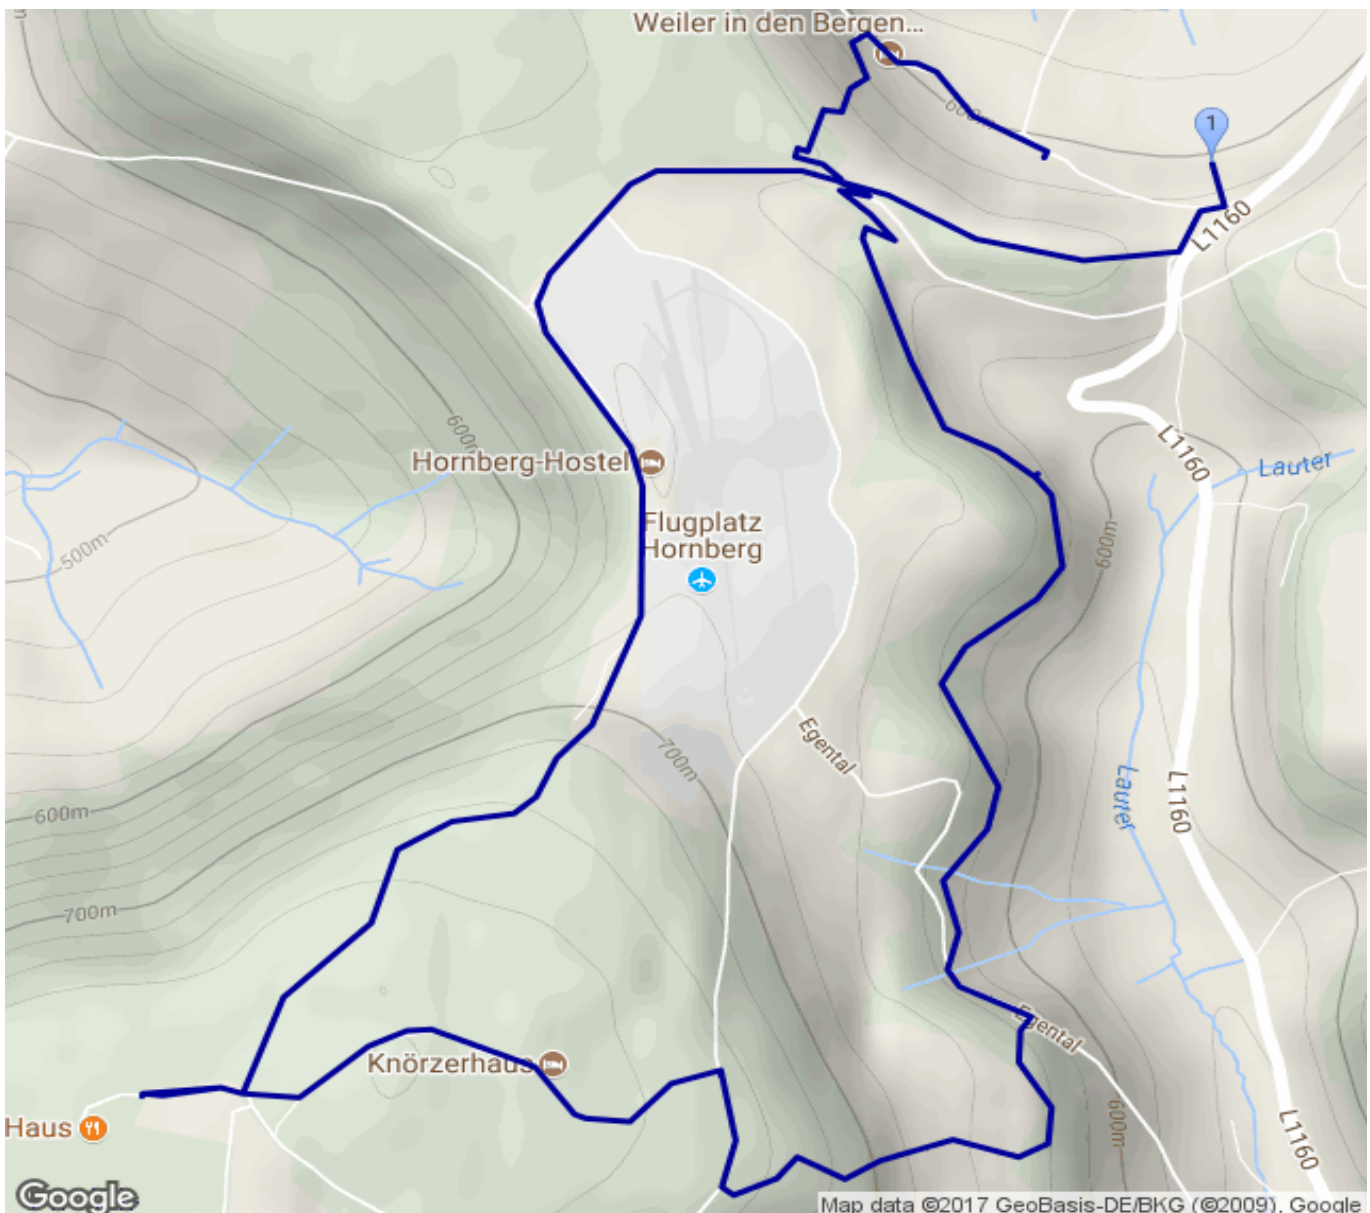 Weiler in den Bergen...
600m
1
L1160
600m
Hornberg-Hostel
L1160
Lauter
500m
Flugplatz
Hornberg
600m
700m
Egental
Lauter
L1160
600m
700m
Egental
Knörzerhaus
Haus
600m
L1160
Google
Map data ©2017 GeoBasis-DE/BKG (©2009), Google